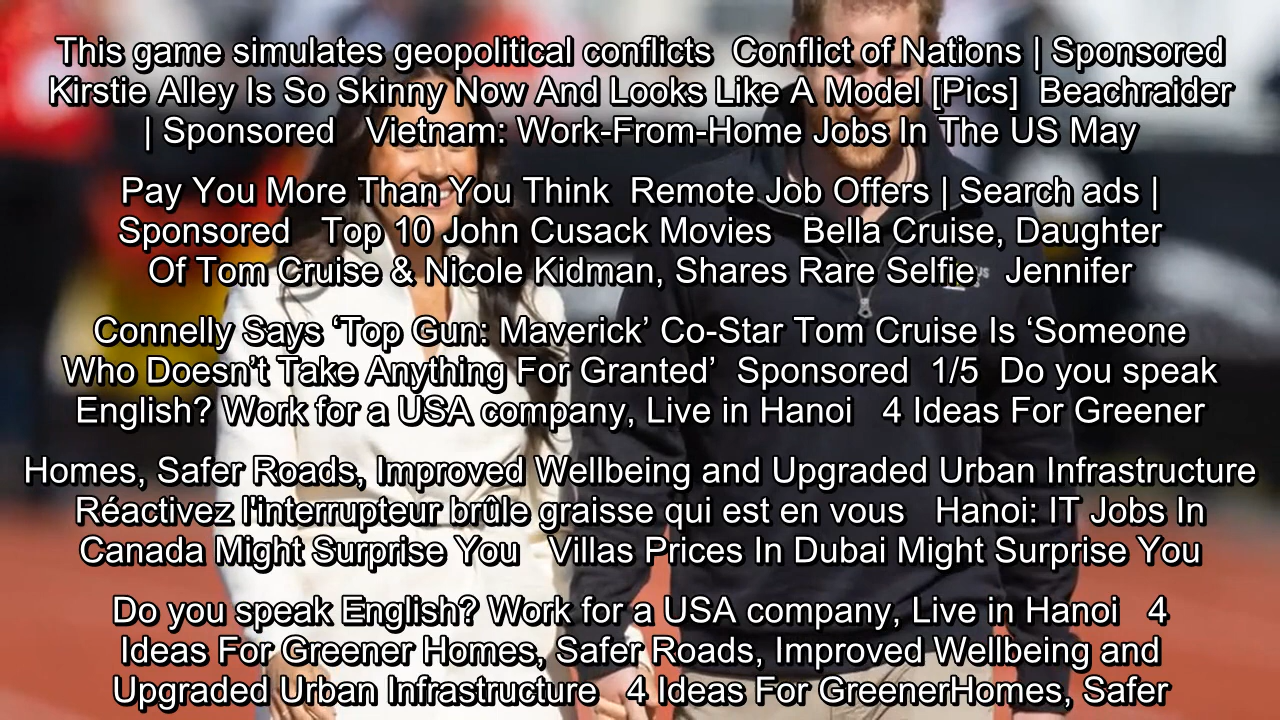 This game simulates geopolitical conflicts  Conflict of Nations | Sponsored
Kirstie Alley Is So Skinny Now And Looks Like A Model [Pics]  Beachraider
| Sponsored   Vietnam: Work-From-Home Jobs In The US May
Pay You More Than You Think  Remote Job Offers | Search ads |
Sponsored   Top 10 John Cusack Movies   Bella Cruise, Daughter
Of Tom Cruise & Nicole Kidman, Shares Rare Selfie   Jennifer
Connelly Says ‘Top Gun: Maverick’ Co-Star Tom Cruise Is ‘Someone
Who Doesn’t Take Anything For Granted’  Sponsored  1/5  Do you speak
English? Work for a USA company, Live in Hanoi   4 Ideas For Greener
Homes, Safer Roads, Improved Wellbeing and Upgraded Urban Infrastructure
Réactivez l'interrupteur brûle graisse qui est en vous   Hanoi: IT Jobs In
Canada Might Surprise You   Villas Prices In Dubai Might Surprise You
Do you speak English? Work for a USA company, Live in Hanoi   4
Ideas For Greener Homes, Safer Roads, Improved Wellbeing and
Upgraded Urban Infrastructure   4 Ideas For GreenerHomes, Safer